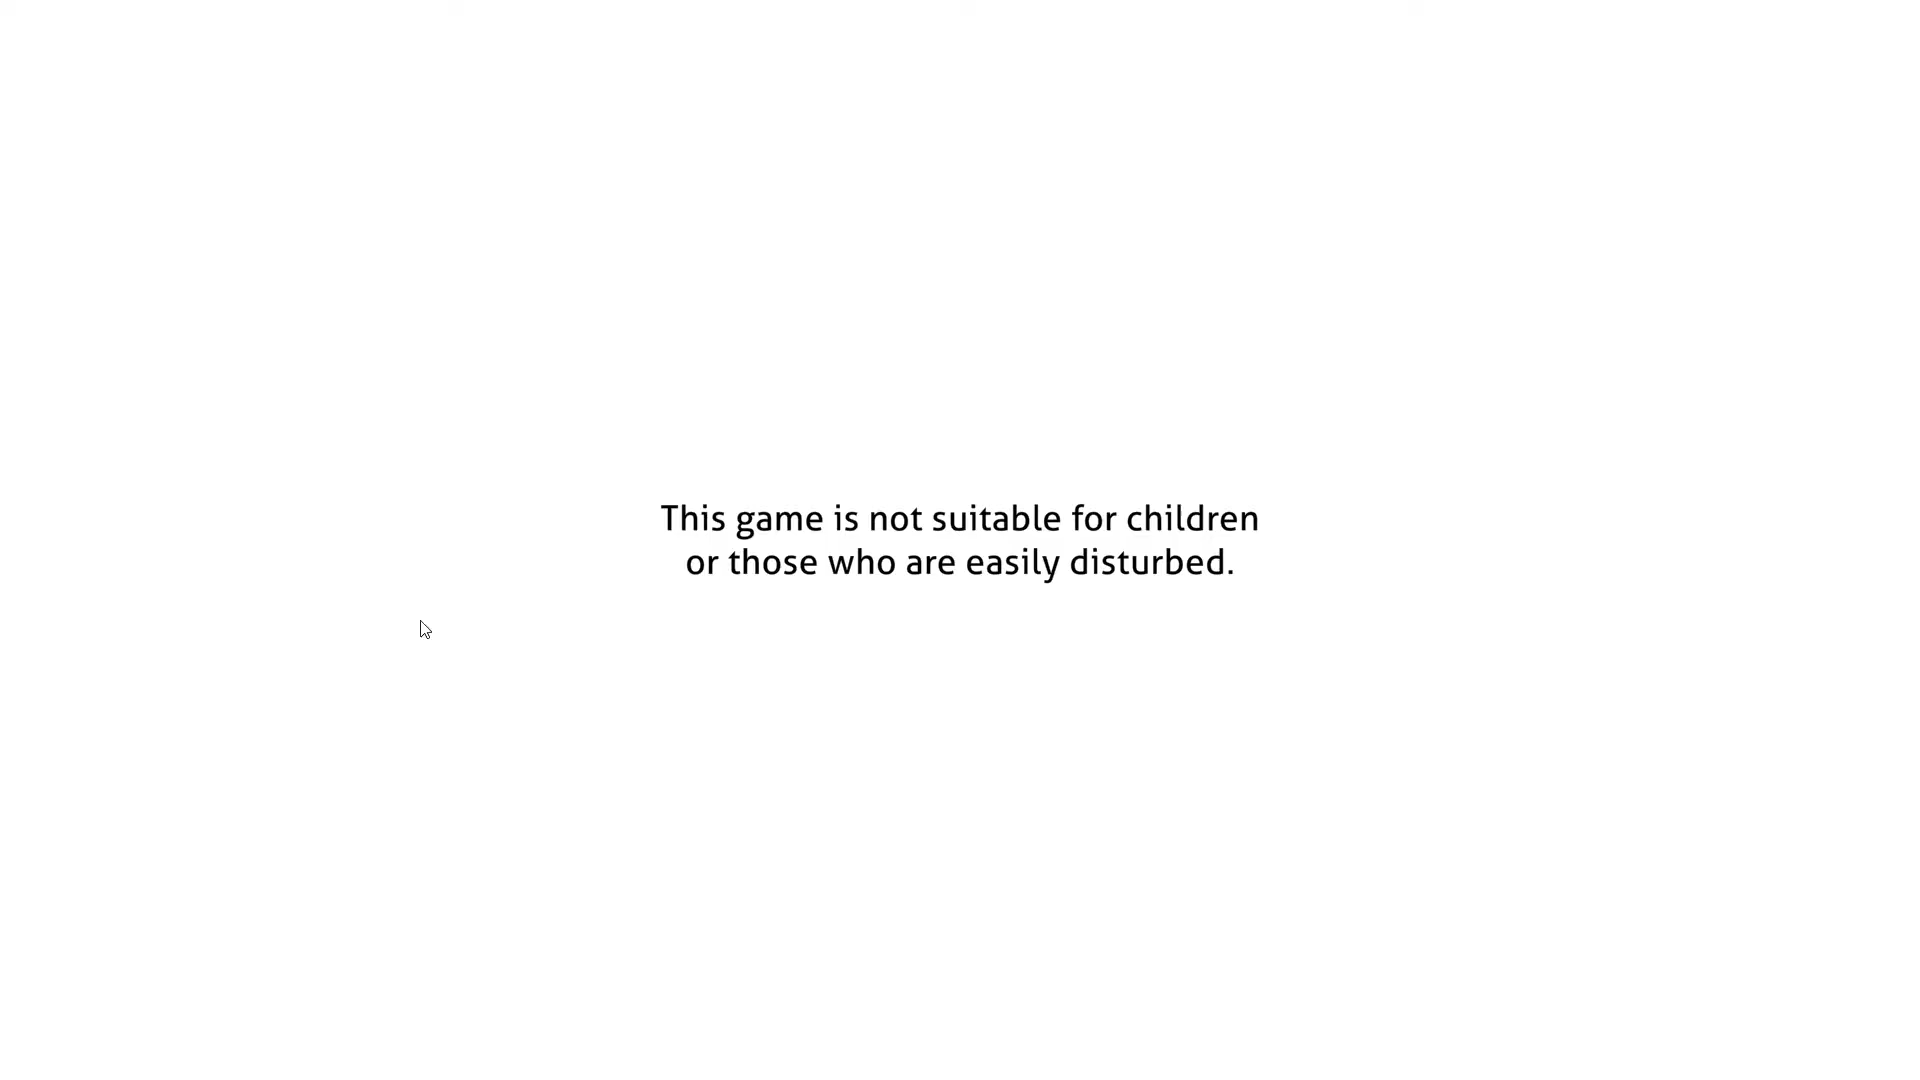 This game is not suitable for children
or those who are easily disturbed.